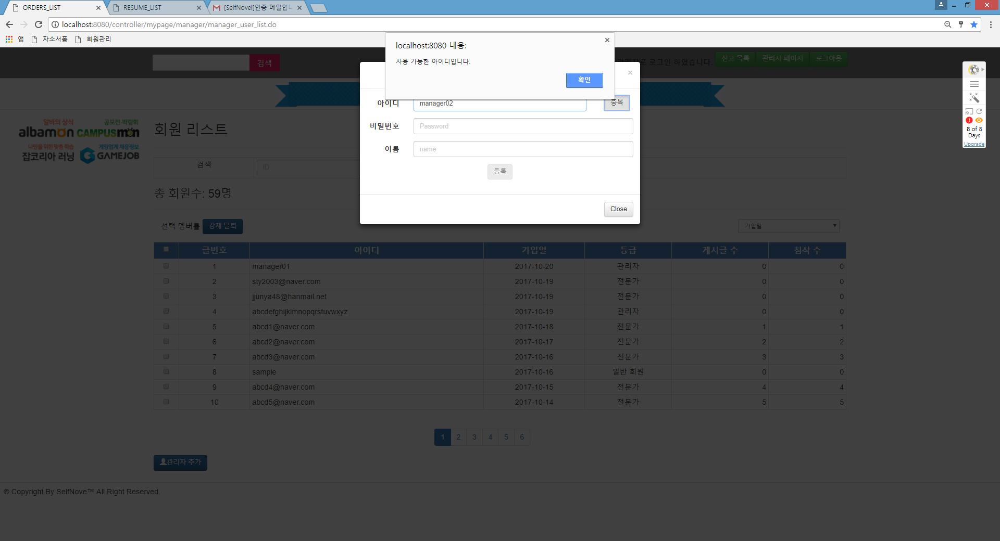 ORDERS_LIST
RESUME_LIST
[SelfNovel]인증 메일입니
localhost:8080/controller/mypage/manager/manager_user_list.do
앱 자소서폼 회원관리
localhost:8080 내용:
사용 가능한 아이디입니다.
확인
검색
로 로그인 하였습니다.
신고 목록 관리자 페이지 로그아웃
아이디 manager02 중복
비밀번호 Password
이름 name
등록
Close
8 of 8
Days
Upgrade
알바의 상식
albamon
공모전·박람회
CAMPUSmon
나만을 위한 맞춤 학습
잡코리아 러닝
게임업계 채용정보
GAMEJOB
회원 리스트
검색 ID
총 회원수: 59명
선택 멤버를 강제 탈퇴
가입일
글번호 아이디 가입일 등급 게시글 수 첨삭 수
1 manager01 2017-10-20 관리자 0 0
2 sty2003@naver.com 2017-10-19 전문가 0 0
3 jjunya48@hanmail.net 2017-10-19 전문가 0 0
4 abcdefghijklmnopqrstuvwxyz 2017-10-19 관리자 0 0
5 abcd1@naver.com 2017-10-18 전문가 1 1
6 abcd2@naver.com 2017-10-17 전문가 2 2
7 abcd3@naver.com 2017-10-16 전문가 3 3
8 sample 2017-10-16 일반 회원 0 0
9 abcd4@naver.com 2017-10-15 전문가 4 4
10 abcd5@naver.com 2017-10-14 전문가 5 5
1 2 3 4 5 6
관리자 추가
® Copyright By SelfNove™ All Right Reserved.